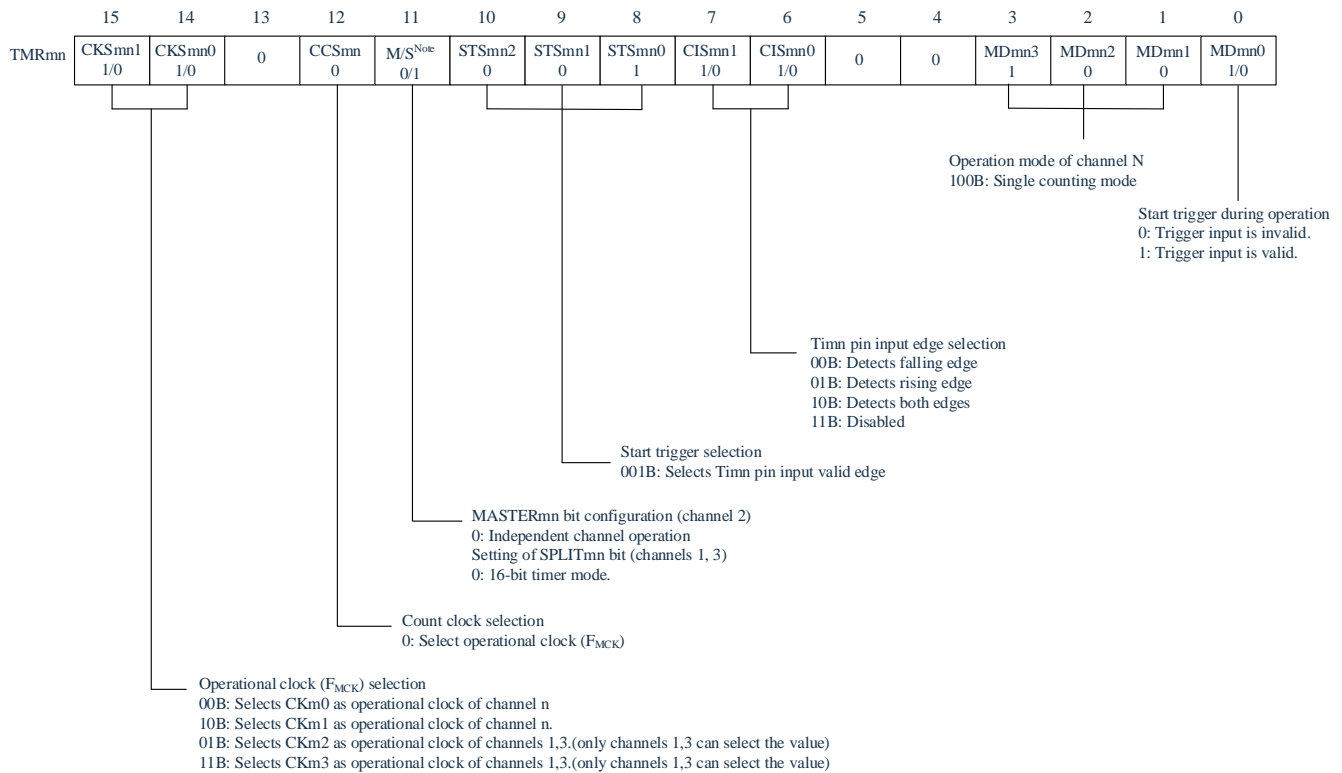 15 14 13 12 11 10 9 8 7 6 5 4 3 2 1 0
TMRmn CKSmn1 CKSmn0 0 CCSmn M/S^Note STSmn2 STSmn1 STSmn0 CISmn1 CISmn0 0 0 MDmn3 MDmn2 MDmn1 MDmn0
1/0 1/0 0 0/1 0 0 1 1/0 1/0 1 0 0 1/0
Operation mode of channel N
100B: Single counting mode
Start trigger during operation
0: Trigger input is invalid.
1: Trigger input is valid.
Timn pin input edge selection
00B: Detects falling edge
01B: Detects rising edge
10B: Detects both edges
11B: Disabled
Start trigger selection
001B: Selects Timn pin input valid edge
MASTERmn bit configuration (channel 2)
0: Independent channel operation
Setting of SPLITmn bit (channels 1, 3)
0: 16-bit timer mode.
Count clock selection
0: Select operational clock (FMCK)
Operational clock (FMCK) selection
00B: Selects CKm0 as operational clock of channel n
10B: Selects CKm1 as operational clock of channel n.
01B: Selects CKm2 as operational clock of channels 1,3.(only channels 1,3 can select the value)
11B: Selects CKm3 as operational clock of channels 1,3.(only channels 1,3 can select the value)